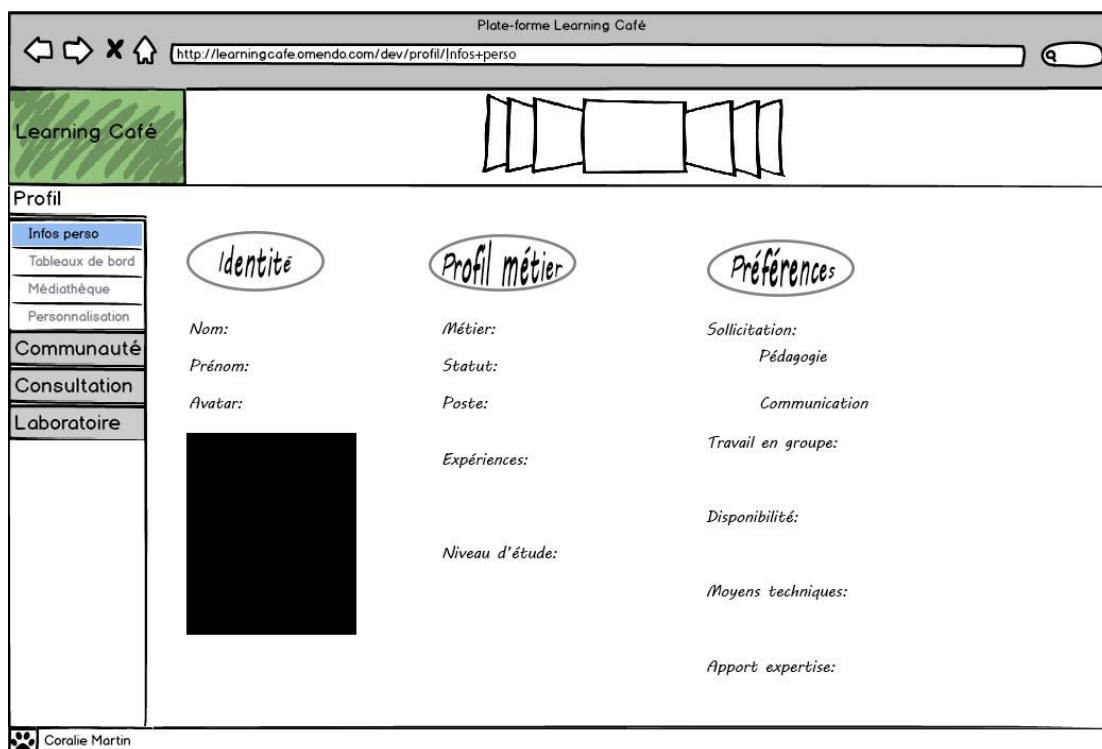 Plate-forme Learning Café
http://learningcafe.omendo.com/dev/profil/Infos+perso
Learning Café
Profil
Infos perso
Tableaux de bord
Médiathèque
Personnalisation
Communauté
Consultation
Laboratoire
Identité
Nom:
Prénom:
Avatar:
Profil métier
Métier:
Statut:
Poste:
Expériences:
Niveau d'étude:
Préférences
Sollicitation:
Pédagogie
Communication
Travail en groupe:
Disponibilité:
Moyens techniques:
Apport expertise:
Coralie Martin